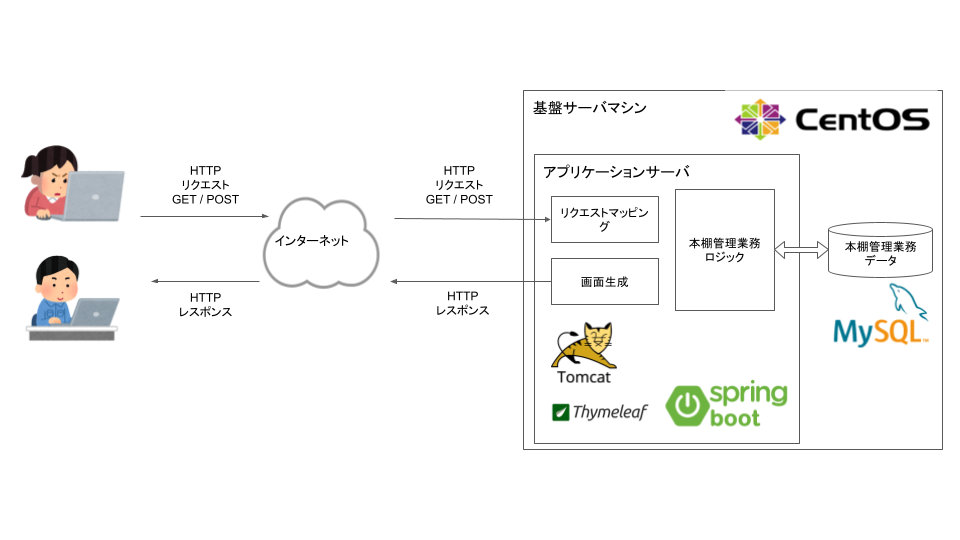 基盤サーバマシン
CentOS
アプリケーションサーバ
HTTP
リクエスト
GET / POST
HTTP
リクエスト
GET / POST
リクエストマッピン
グ
インターネット
本棚管理業務
ロジック
本棚管理業務
データ
画面生成
HTTP
レスポンス
HTTP
レスポンス
MySQL
Tomcat
Thymeleaf
spring
boot